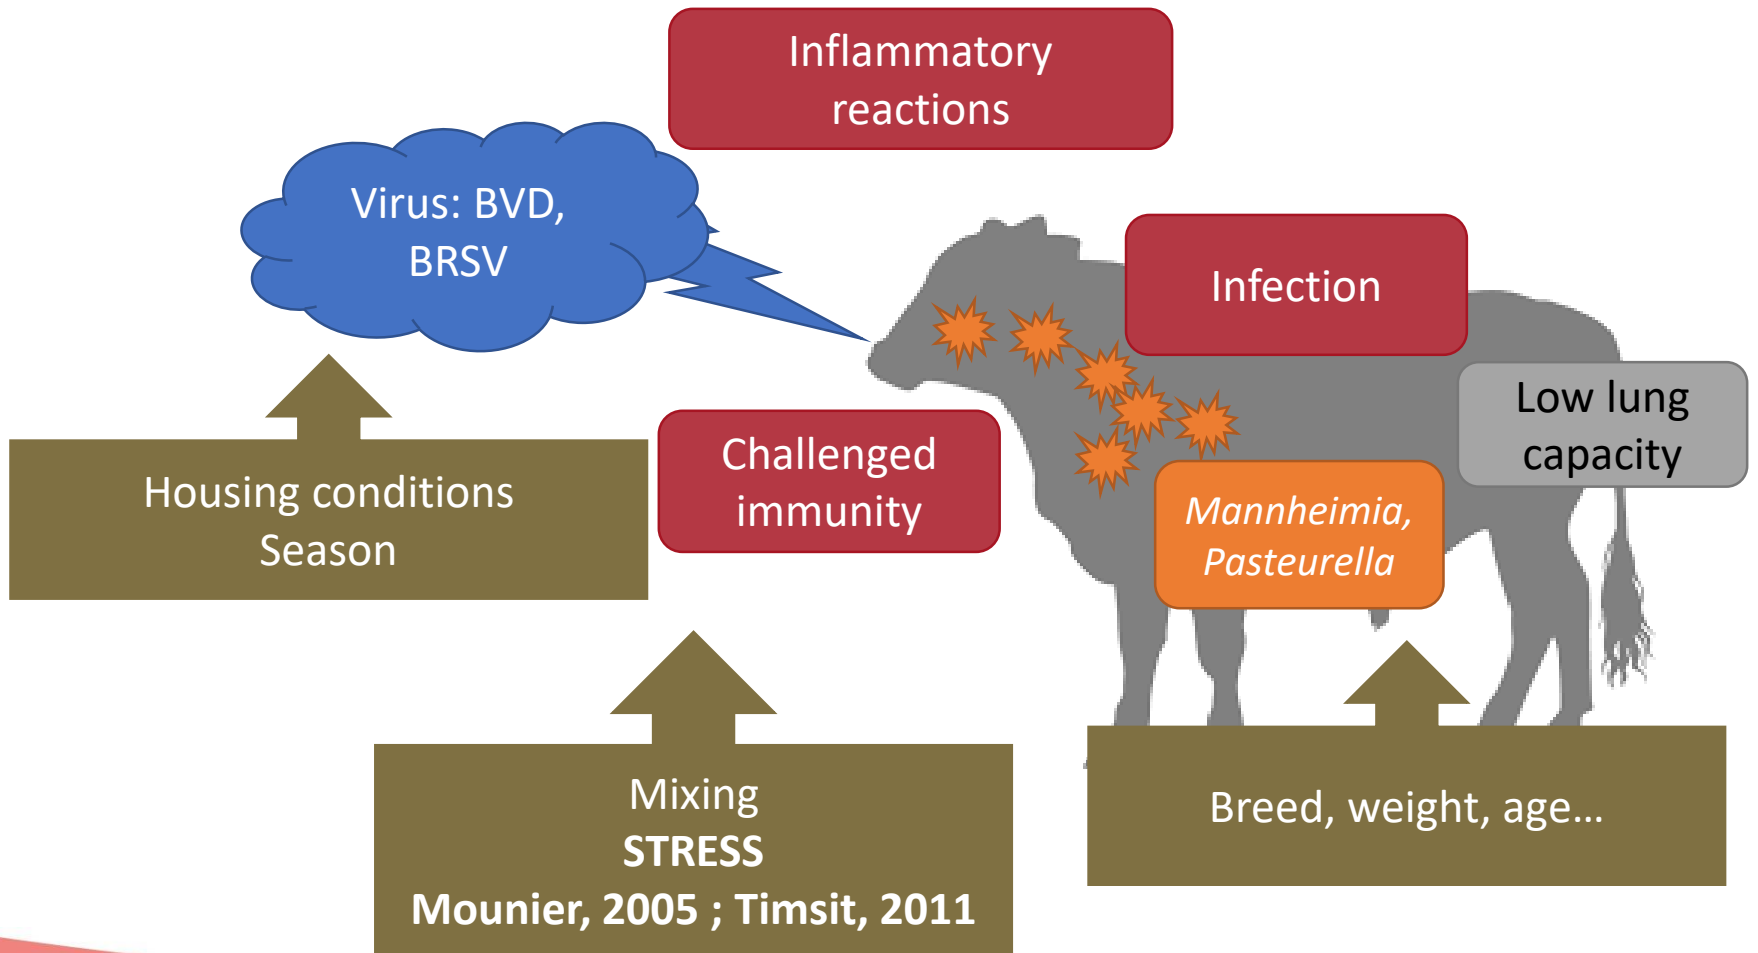 Inflammatory
reactions
Virus: BVD,
BRSV
Infection
Low lung
capacity
Challenged
immunity
Housing conditions
Season
Mannheimia,
Pasteurella
Mixing
STRESS
Mounier, 2005 ; Timsit, 2011
Breed, weight, age…